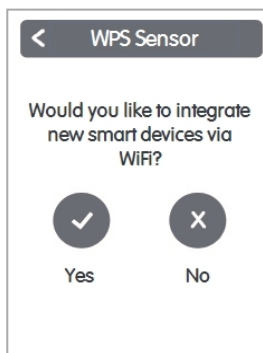 WPS Sensor
Would you like to integrate
new smart devices via
WiFi?
Yes
No